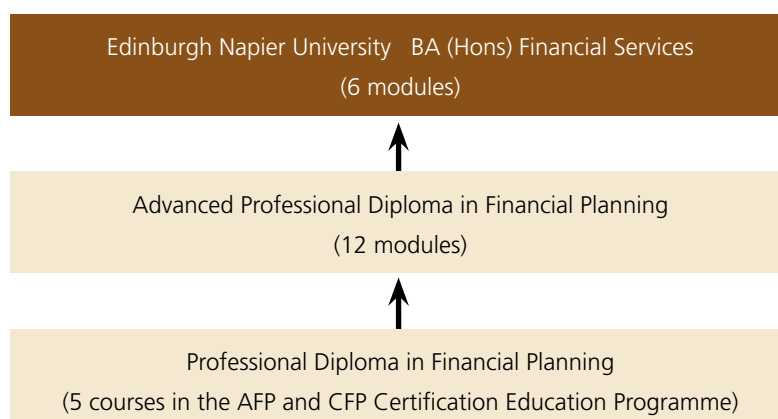 Edinburgh Napier University BA (Hons) Financial Services
(6 modules)
Advanced Professional Diploma in Financial Planning
(12 modules)
Professional Diploma in Financial Planning
(5 courses in the AFP and CFP Certification Education Programme)